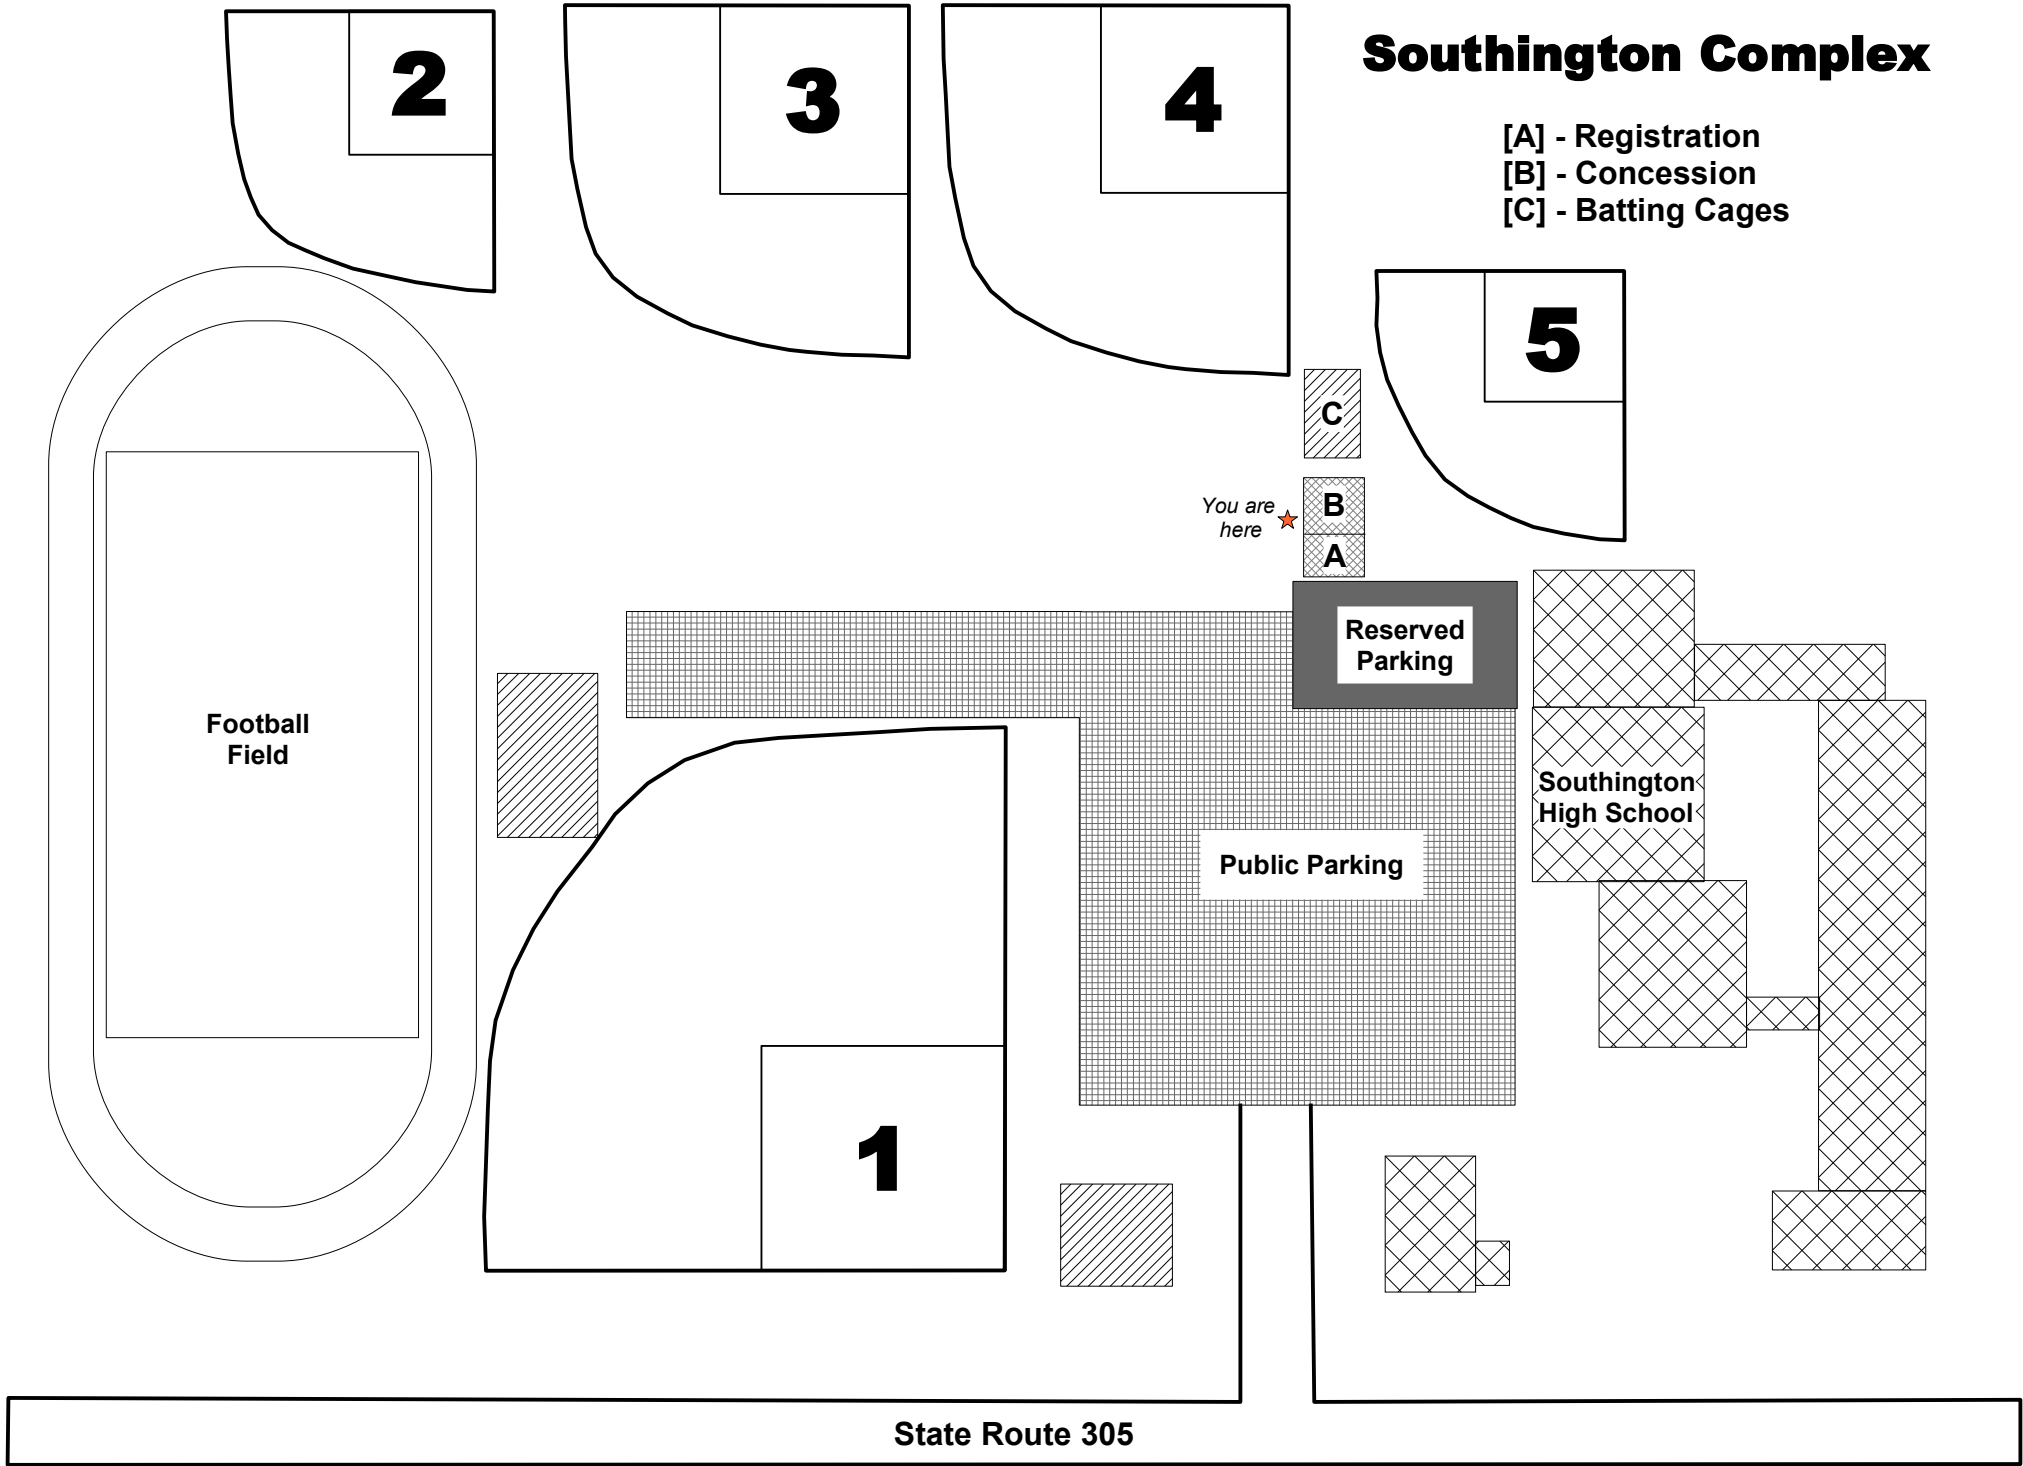 Southington Complex
[A] - Registration
[B] - Concession
[C] - Batting Cages
2
3
4
5
C
You are
here
B
A
Reserved
Parking
Football
Field
Southington
High School
Public Parking
1
State Route 305